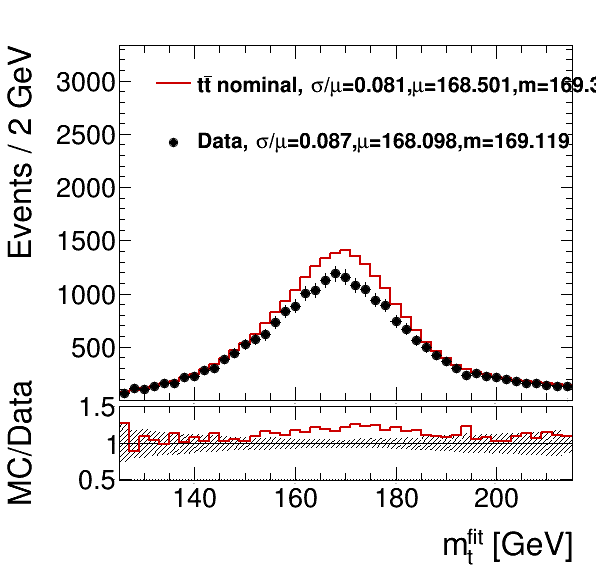 Events / 2 GeV
3000
2500
2000
1500
1000
500
tt̄ nominal, σ/μ=0.081,μ=168.501,m=169.3
Data, σ/μ=0.087,μ=168.098,m=169.119
MC/Data
1.5
1
0.5
140 160 180 200
m_t^fit [GeV]